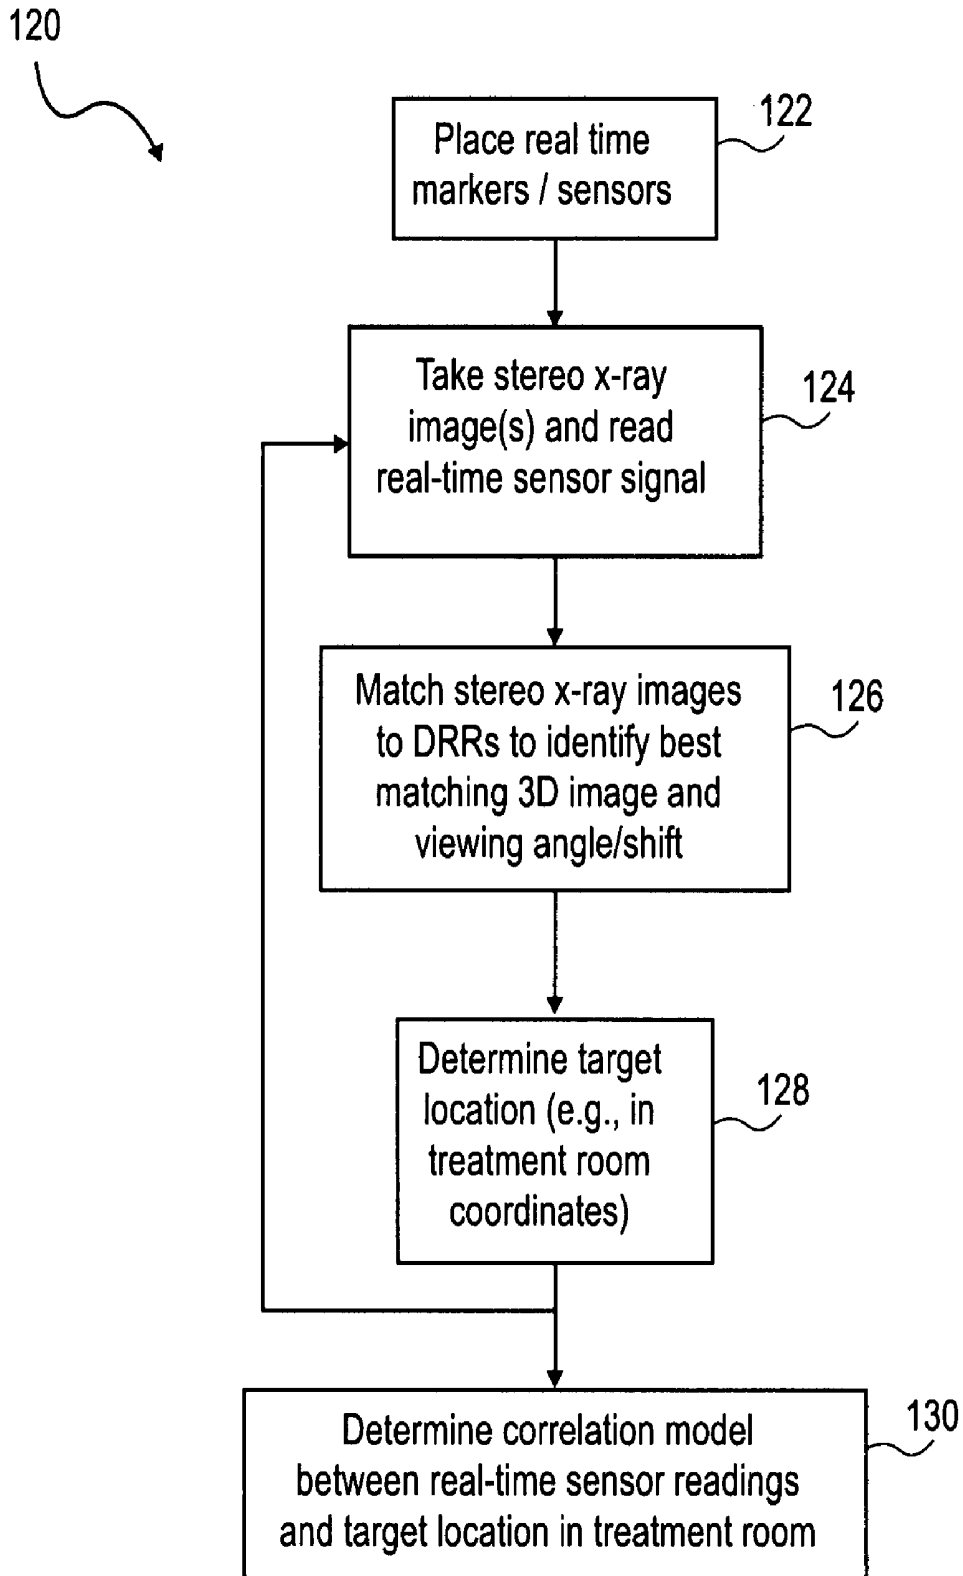 120
122
Place real time
markers / sensors
124
Take stereo x-ray
image(s) and read
real-time sensor signal
126
Match stereo x-ray images
to DRRs to identify best
matching 3D image and
viewing angle/shift
128
Determine target
location (e.g., in
treatment room
coordinates)
130
Determine correlation model
between real-time sensor readings
and target location in treatment room